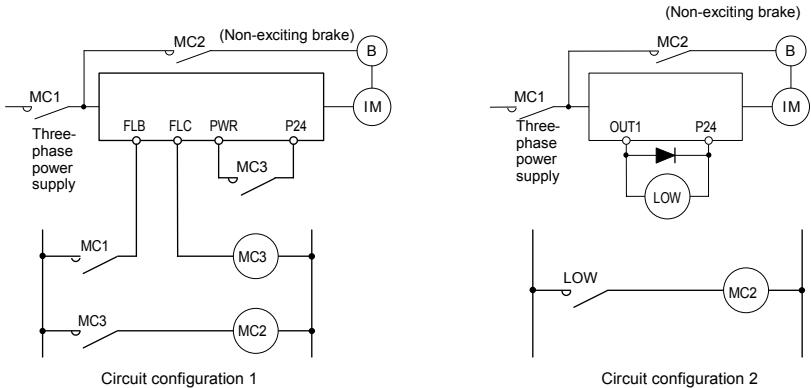 (Non-exciting brake)
MC2
B
MC1
IM
Three-
phase
power
supply
FLB FLC PWR P24
MC3
MC1
MC3
MC3
MC2
Circuit configuration 1
(Non-exciting brake)
MC2
B
MC1
IM
Three-
phase
power
supply
OUT1 P24
LOW
LOW
MC2
Circuit configuration 2